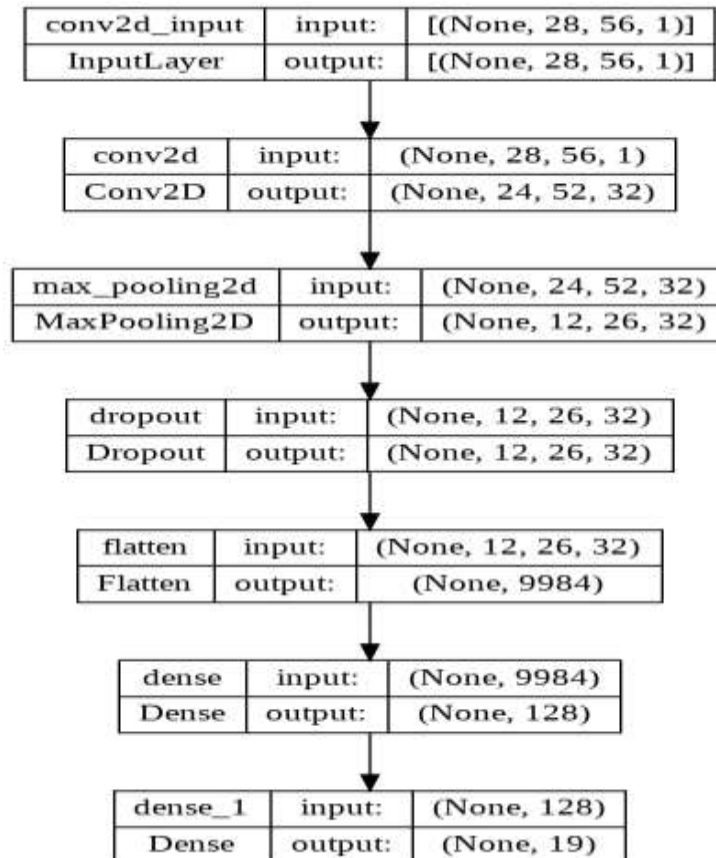 conv2d_input input: [(None, 28, 56, 1)]
InputLayer output: [(None, 28, 56, 1)]
conv2d input: (None, 28, 56, 1)
Conv2D output: (None, 24, 52, 32)
max_pooling2d input: (None, 24, 52, 32)
MaxPooling2D output: (None, 12, 26, 32)
dropout input: (None, 12, 26, 32)
Dropout output: (None, 12, 26, 32)
flatten input: (None, 12, 26, 32)
Flatten output: (None, 9984)
dense input: (None, 9984)
Dense output: (None, 128)
dense_1 input: (None, 128)
Dense output: (None, 19)